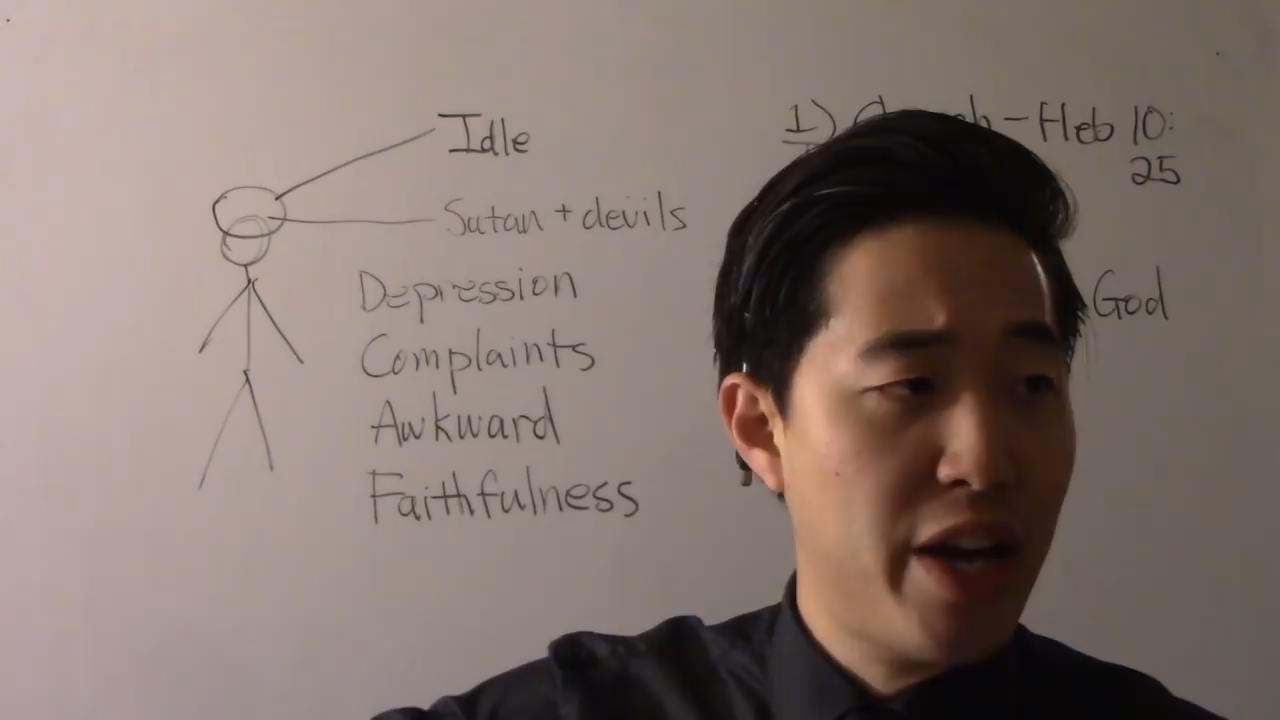 Idle
Satan + devils
Depression
Complaints
Awkward
Faithfulness
1) - Heb 10:
25
God